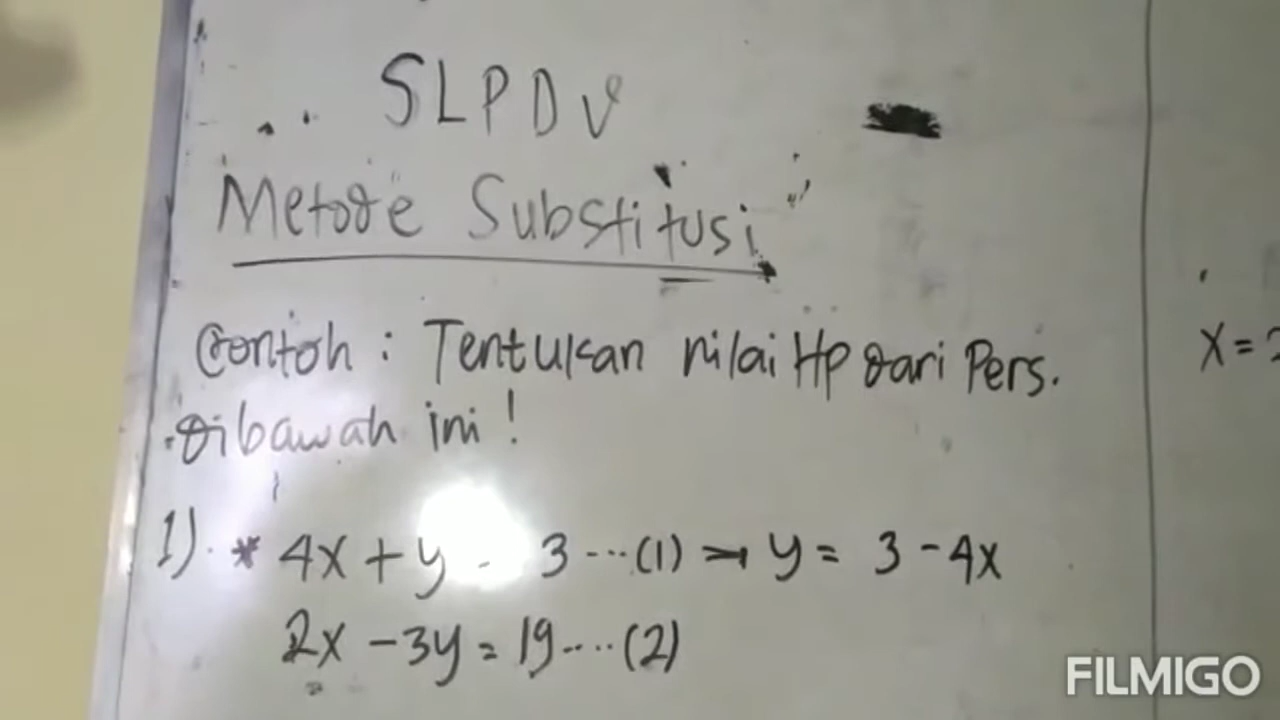 SLPDV
Metode Substitusi
Contoh : Tentukan nilai Hp dari Pers.
dibawah ini !
1). * 4x + y = 3 ... (1) → y = 3 - 4x
2x - 3y = 19 .... (2)
x =
FILMIGO